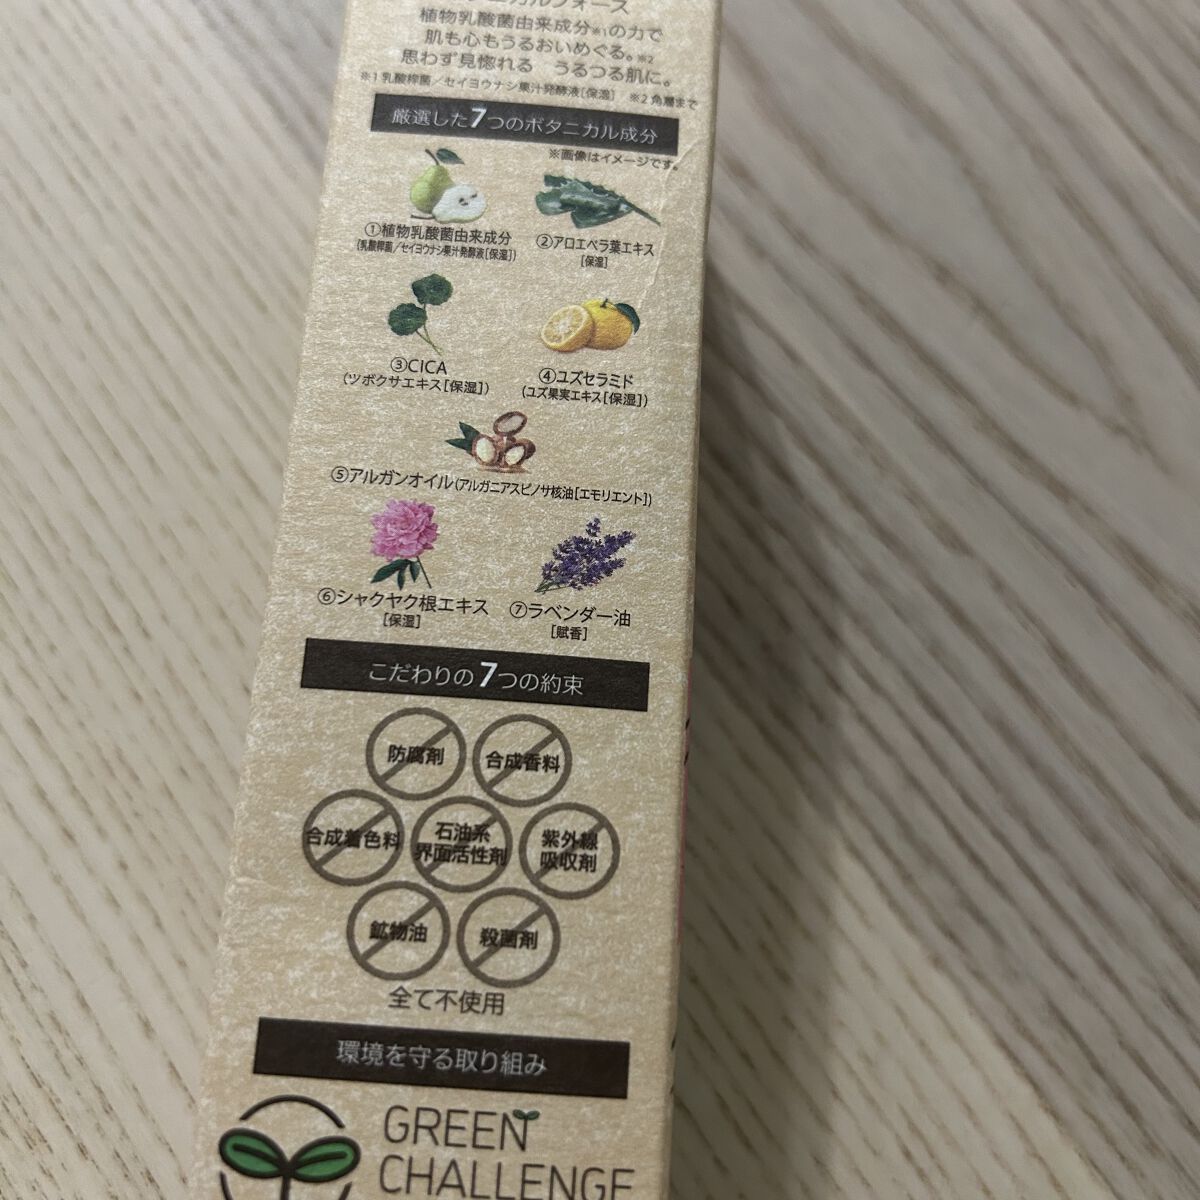 ニカルフォース
植物乳酸菌由来成分※1の力で
肌も心もうるおいめぐる。※2
思わず見惚れる うるつる肌に。
※1 乳酸桿菌／セイヨウナシ果汁発酵液[保湿] ※2 角層まで
厳選した7つのボタニカル成分
※画像はイメージです。
①植物乳酸菌由来成分
(乳酸桿菌／セイヨウナシ果汁発酵液[保湿])
②アロエベラ葉エキス
[保湿]
③CICA
(ツボクサエキス[保湿])
④ユズセラミド
(ユズ果実エキス[保湿])
⑤アルガンオイル(アルガニアスピノサ核油[エモリエント])
⑥シャクヤク根エキス
[保湿]
⑦ラベンダー油
[賦香]
こだわりの7つの約束
防腐剤
合成香料
合成着色料
石油系
界面活性剤
紫外線
吸収剤
鉱物油
殺菌剤
全て不使用
環境を守る取り組み
GREEN
CHALLENGE